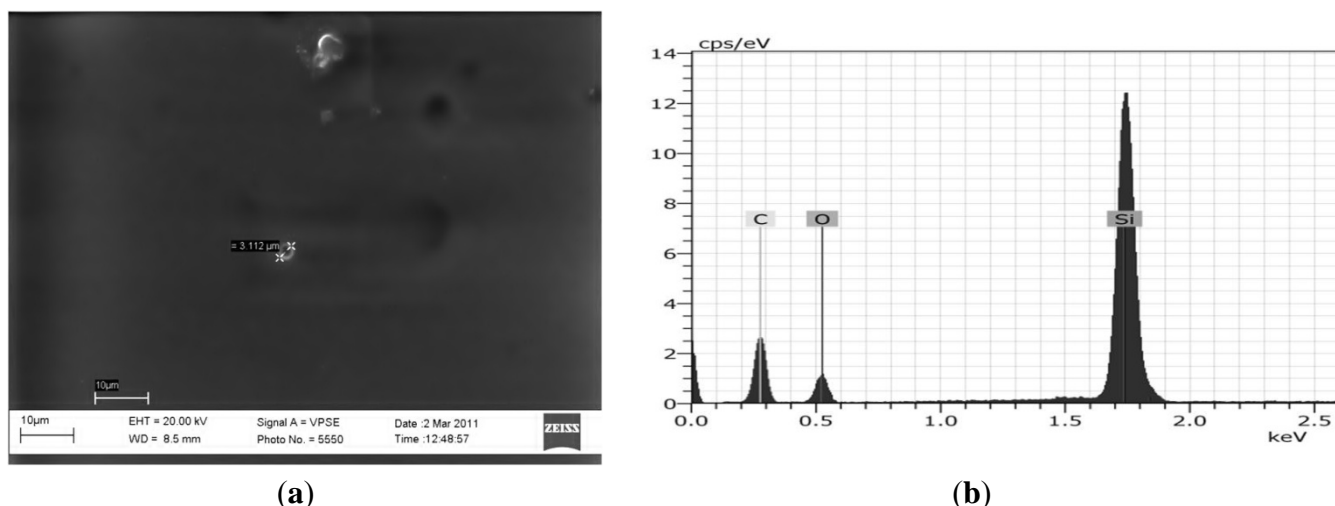 = 3.112 µm
10µm
10µm
EHT = 20.00 kV
WD = 8.5 mm
Signal A = VPSE
Photo No. = 5550
Date :2 Mar 2011
Time :12:48:57
ZEISS
(a)
cps/eV
14
12
10
8
6
4
2
0
C
O
Si
0.0 0.5 1.0 1.5 2.0 2.5
keV
(b)